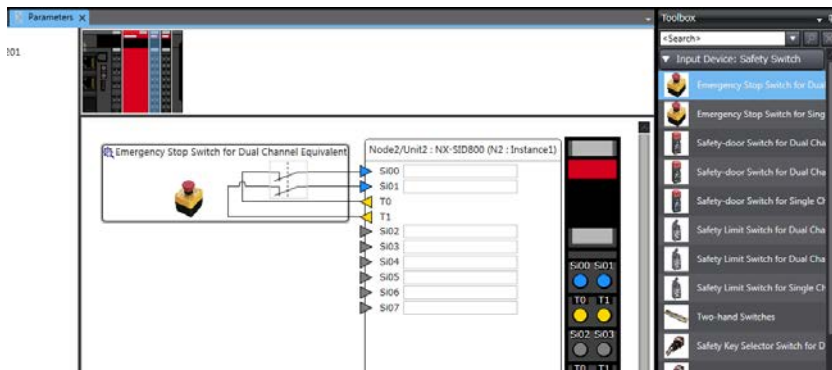 Parameters X
201
Emergency Stop Switch for Dual Channel Equivalent
Node2/Unit2 : NX-SID800 (N2 : Instance1)
Si00
Si01
T0
T1
Si02
Si03
Si04
Si05
Si06
Si07
Si00 Si01
T0 T1
Si02 Si03
T0 T1
Toolbox
<Search>
Input Device: Safety Switch
Emergency Stop Switch for Dual
Emergency Stop Switch for Sing
Safety-door Switch for Dual Cha
Safety-door Switch for Dual Cha
Safety-door Switch for Single Ch
Safety Limit Switch for Dual Cha
Safety Limit Switch for Dual Cha
Safety Limit Switch for Single Ch
Two-hand Switches
Safety Key Selector Switch for D